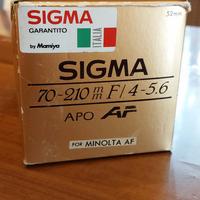 SIGMA
GARANTITO
by Mamiya
ITALIA
52mm
SIGMA
70-210 mm F/4-5.6
APO AF
FOR MINOLTA AF